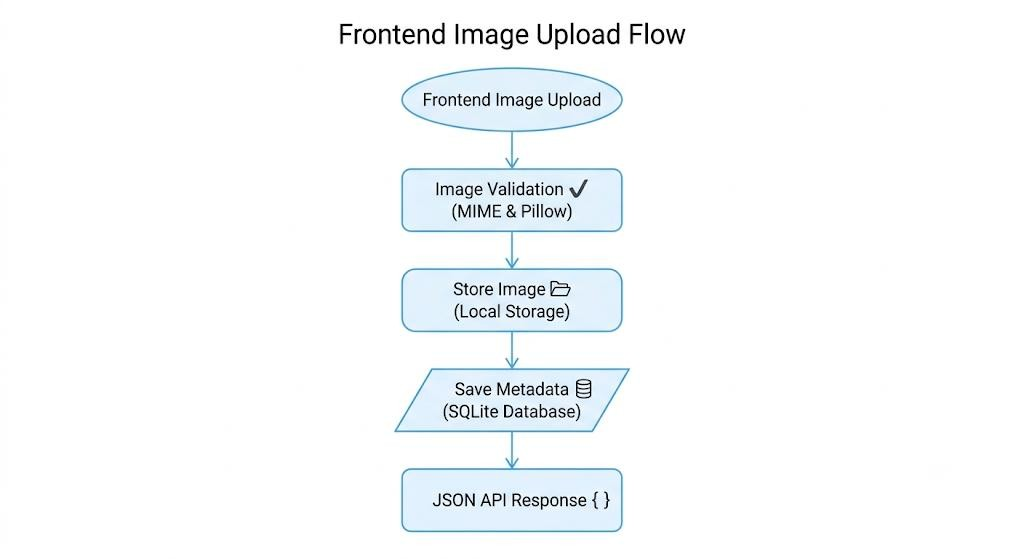 Frontend Image Upload Flow
Frontend Image Upload
Image Validation ✔
(MIME & Pillow)
Store Image
(Local Storage)
Save Metadata
(SQLite Database)
JSON API Response { }